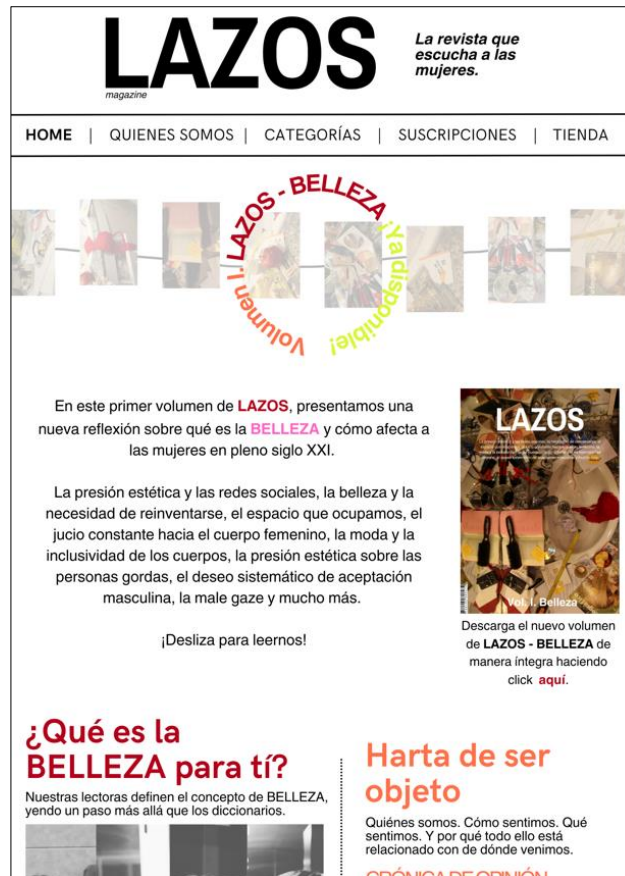 LAZOS
magazine
La revista que
escucha a las
mujeres.
HOME | QUIENES SOMOS | CATEGORÍAS | SUSCRIPCIONES | TIENDA
Volumen I. LAZOS - BELLEZA ¡Ya disponible!
En este primer volumen de LAZOS, presentamos una
nueva reflexión sobre qué es la BELLEZA y cómo afecta a
las mujeres en pleno siglo XXI.
La presión estética y las redes sociales, la belleza y la
necesidad de reinventarse, el espacio que ocupamos, el
jucio constante hacia el cuerpo femenino, la moda y la
inclusividad de los cuerpos, la presión estética sobre las
personas gordas, el deseo sistemático de aceptación
masculina, la male gaze y mucho más.
¡Desliza para leernos!
LAZOS
Vol. I. Belleza
Descarga el nuevo volumen
de LAZOS - BELLEZA de
manera íntegra haciendo
click aquí.
¿Qué es la
BELLEZA para tí?
Nuestras lectoras definen el concepto de BELLEZA,
yendo un paso más allá que los diccionarios.
Harta de ser
objeto
Quiénes somos. Cómo sentimos. Qué
sentimos. Y por qué todo ello está
relacionado con de dónde venimos.
CRÓNICA DE OPINIÓN